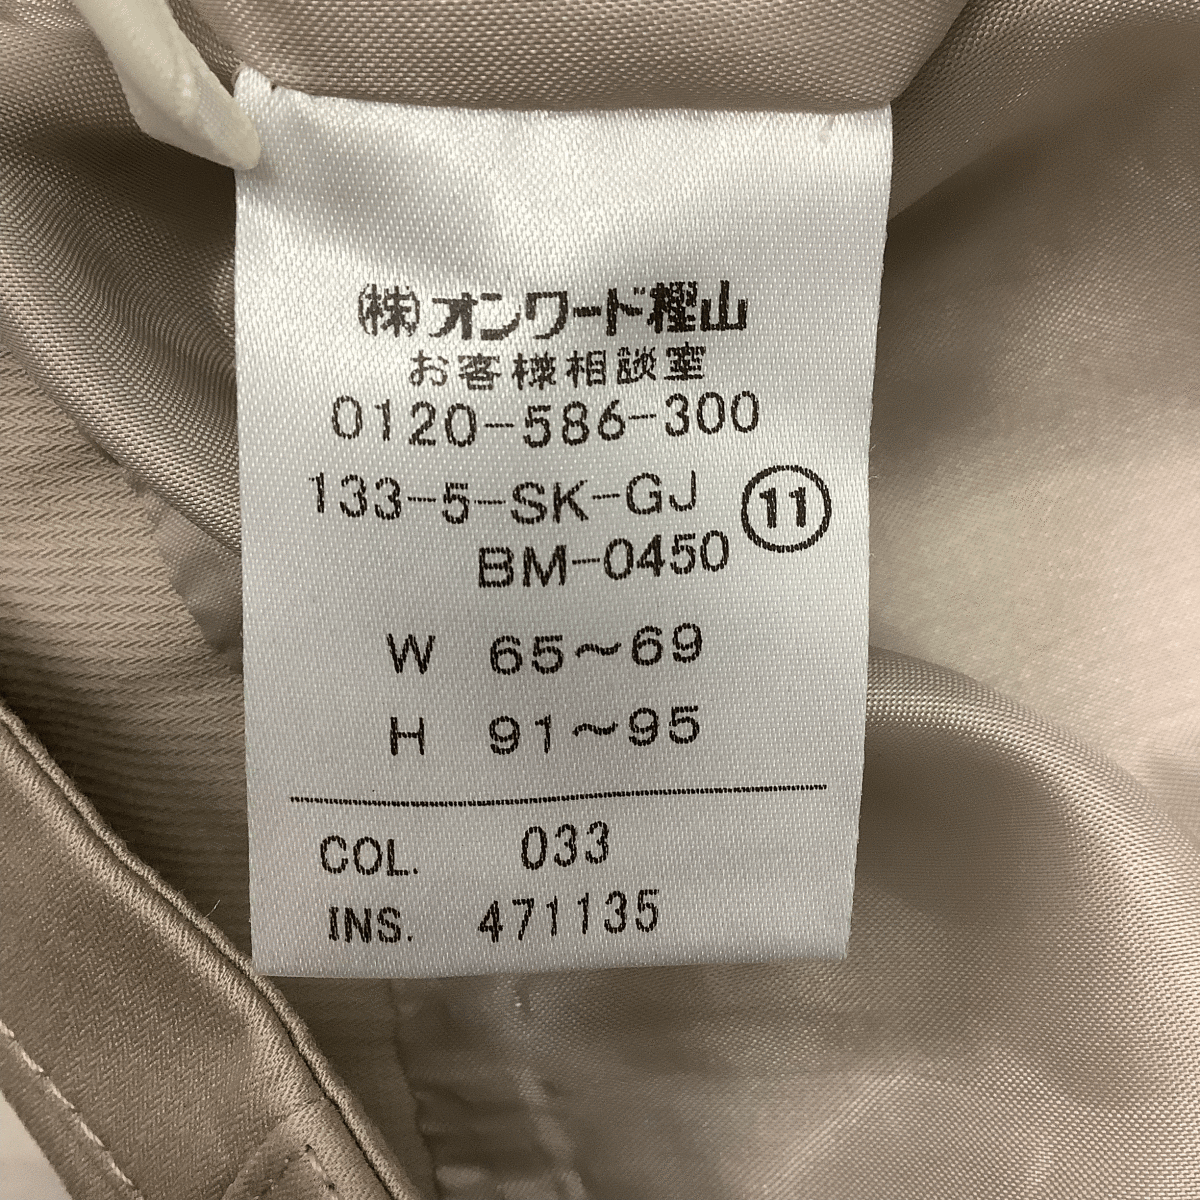 (株)オンワード樫山
お客様相談室
0120-586-300
133-5-SK-GJ ⑪
BM-0450
W 65～69
H 91～95
COL. 033
INS. 471135